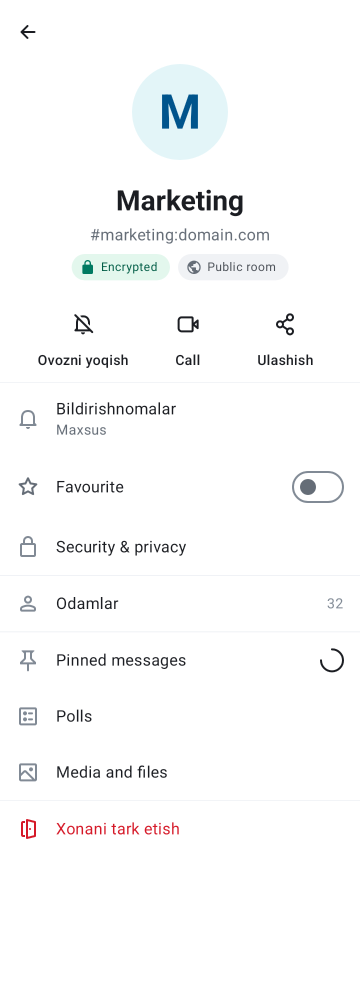 M
Marketing
#marketing:domain.com
Encrypted
Public room
Ovozni yoqish
Call
Ulashish
Bildirishnomalar
Maxsus
Favourite
Security & privacy
Odamlar
32
Pinned messages
Polls
Media and files
Xonani tark etish